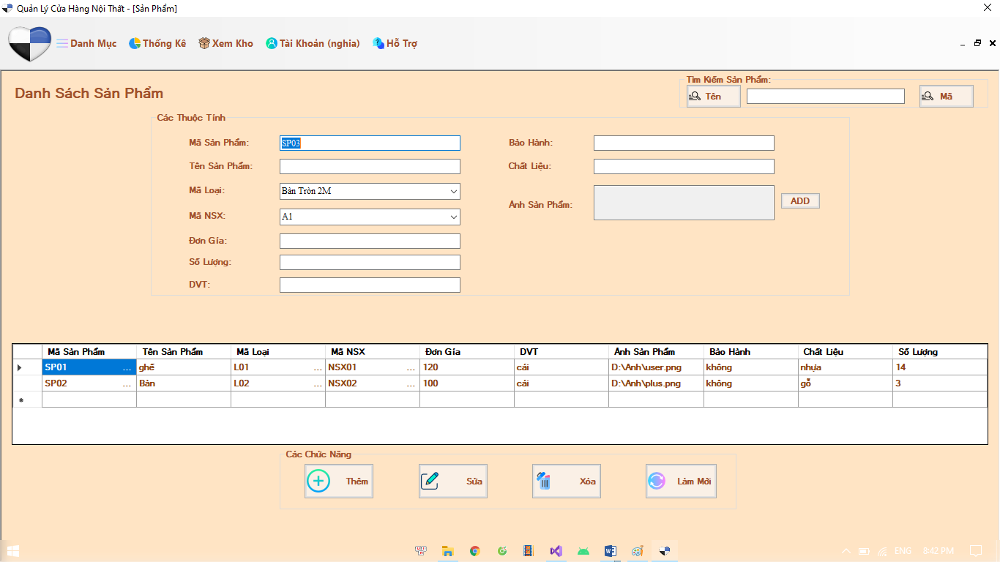 Quản Lý Cửa Hàng Nội Thất - [Sản Phẩm]
Danh Mục Thống Kê Xem Kho Tài Khoản (nghia) Hỗ Trợ
Danh Sách Sản Phẩm
Tìm Kiếm Sản Phẩm:
Tên Mã
Các Thuộc Tính
Mã Sản Phẩm: SP03 Bảo Hành:
Tên Sản Phẩm: Chất Liệu:
Mã Loại: Bàn Tròn 2M
Ảnh Sản Phẩm: ADD
Mã NSX: A1
Đơn Gía:
Số Lượng:
DVT:
Mã Sản Phẩm Tên Sản Phẩm Mã Loại Mã NSX Đơn Gía DVT Ảnh Sản Phẩm Bảo Hành Chất Liệu Số Lượng
SP01 ... ghế L01 ... NSX01 ... 120 cái D:\Anh\user.png không nhựa 14
SP02 ... Bàn L02 ... NSX02 ... 100 cái D:\Anh\plus.png không gỗ 3
Các Chức Năng
Thêm Sửa Xóa Làm Mới
ENG 8:42 PM